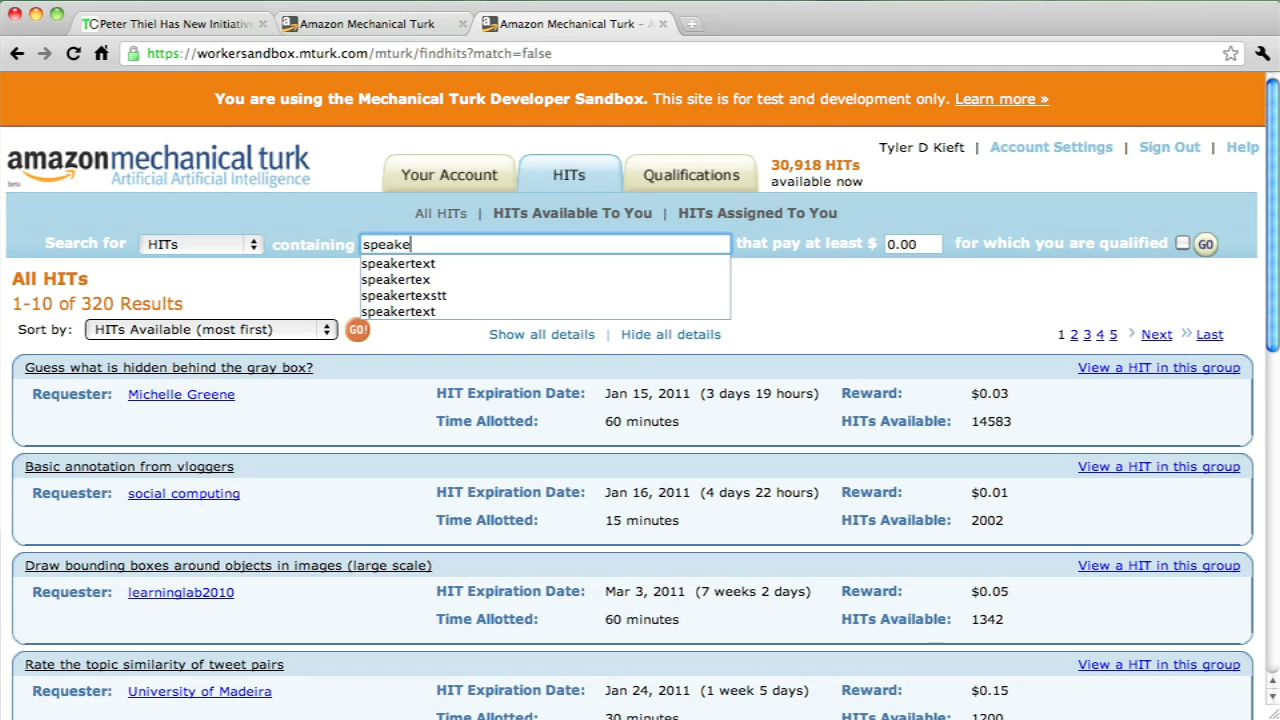 TC Peter Thiel Has New Initiative
Amazon Mechanical Turk
Amazon Mechanical Turk – A
https://workersandbox.mturk.com/mturk/findhits?match=false
You are using the Mechanical Turk Developer Sandbox. This site is for test and development only. Learn more »
amazonmechanical turk
beta
Artificial Artificial Intelligence
Your Account
HITs
Qualifications
30,918 HITs
available now
Tyler D Kieft | Account Settings | Sign Out | Help
All HITs | HITs Available To You | HITs Assigned To You
Search for HITs containing speake that pay at least $ 0.00 for which you are qualified GO
speakertext
speakertex
speakertexstt
speakertext
All HITs
1-10 of 320 Results
Sort by: HITs Available (most first) GO! Show all details | Hide all details 1 2 3 4 5 › Next ›› Last
Guess what is hidden behind the gray box? View a HIT in this group
Requester: Michelle Greene HIT Expiration Date: Jan 15, 2011 (3 days 19 hours) Reward: $0.03
Time Allotted: 60 minutes HITs Available: 14583
Basic annotation from vloggers View a HIT in this group
Requester: social computing HIT Expiration Date: Jan 16, 2011 (4 days 22 hours) Reward: $0.01
Time Allotted: 15 minutes HITs Available: 2002
Draw bounding boxes around objects in images (large scale) View a HIT in this group
Requester: learninglab2010 HIT Expiration Date: Mar 3, 2011 (7 weeks 2 days) Reward: $0.05
Time Allotted: 60 minutes HITs Available: 1342
Rate the topic similarity of tweet pairs View a HIT in this group
Requester: University of Madeira HIT Expiration Date: Jan 24, 2011 (1 week 5 days) Reward: $0.15
Time Allotted: 30 minutes HITs Available: 1200